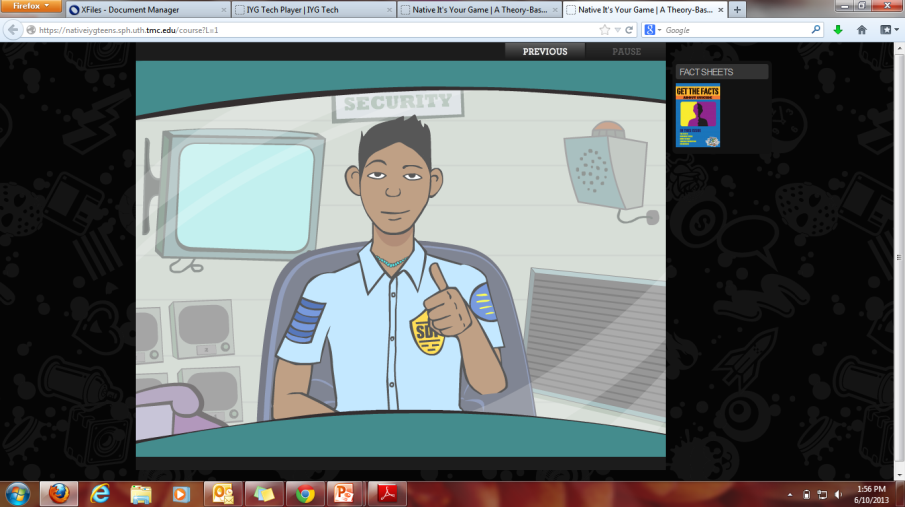 Firefox
XFiles - Document Manager
IYG Tech Player | IYG Tech
Native It's Your Game | A Theory-Bas...
Native It's Your Game | A Theory-Bas...
https://nativeiygteens.sph.uth.tmc.edu/course?L=1
Google
PREVIOUS
PAUSE
FACT SHEETS
GET THE FACTS
SECURITY
1:56 PM
6/10/2013